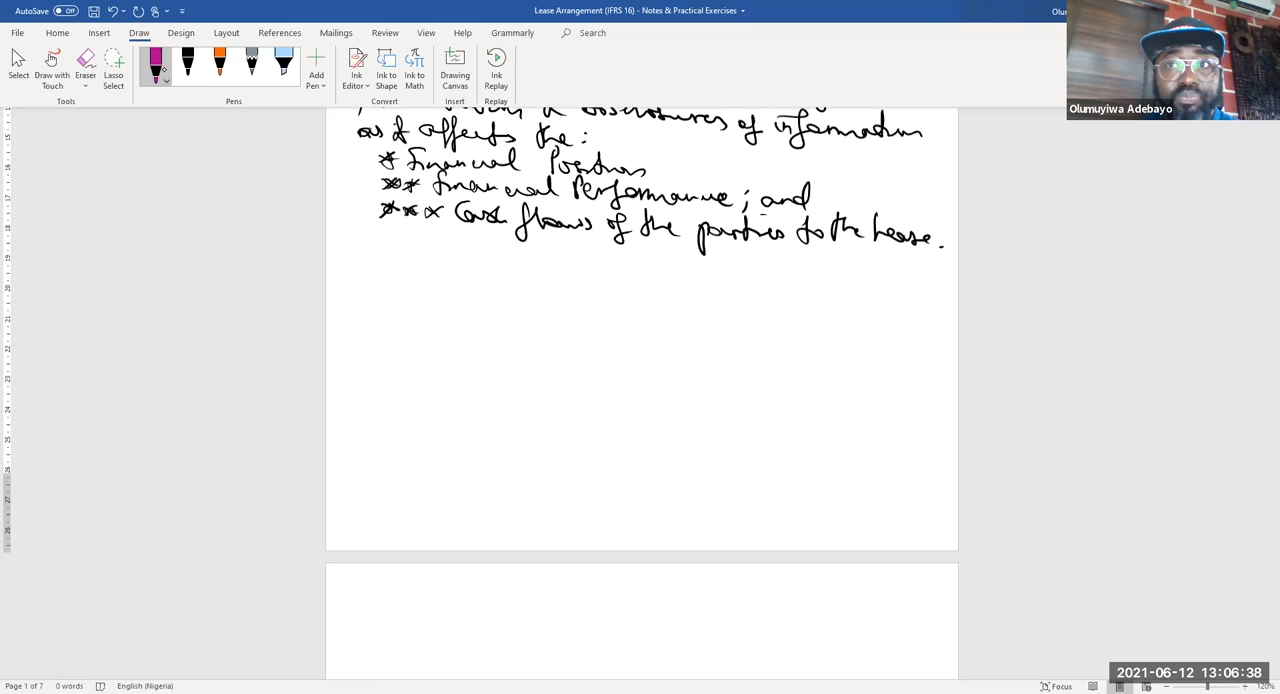 AutoSave Off
Lease Arrangement (IFRS 16) - Notes & Practical Exercises
File Home Insert Draw Design Layout References Mailings Review View Help Grammarly Search
Select
Draw with Touch
Eraser
Lasso Select
Add Pen
Ink Editor
Ink to Shape
Ink to Math
Drawing Canvas
Ink Replay
Tools Pens Convert Insert Replay
Olumuyiwa Adebayo
disclosures of information
as it affects the:
* Financial Position
** Financial Performance; and
*** Cash flows of the parties to the lease.
2021-06-12 13:06:38
Page 1 of 7 0 words English (Nigeria) Focus 120%